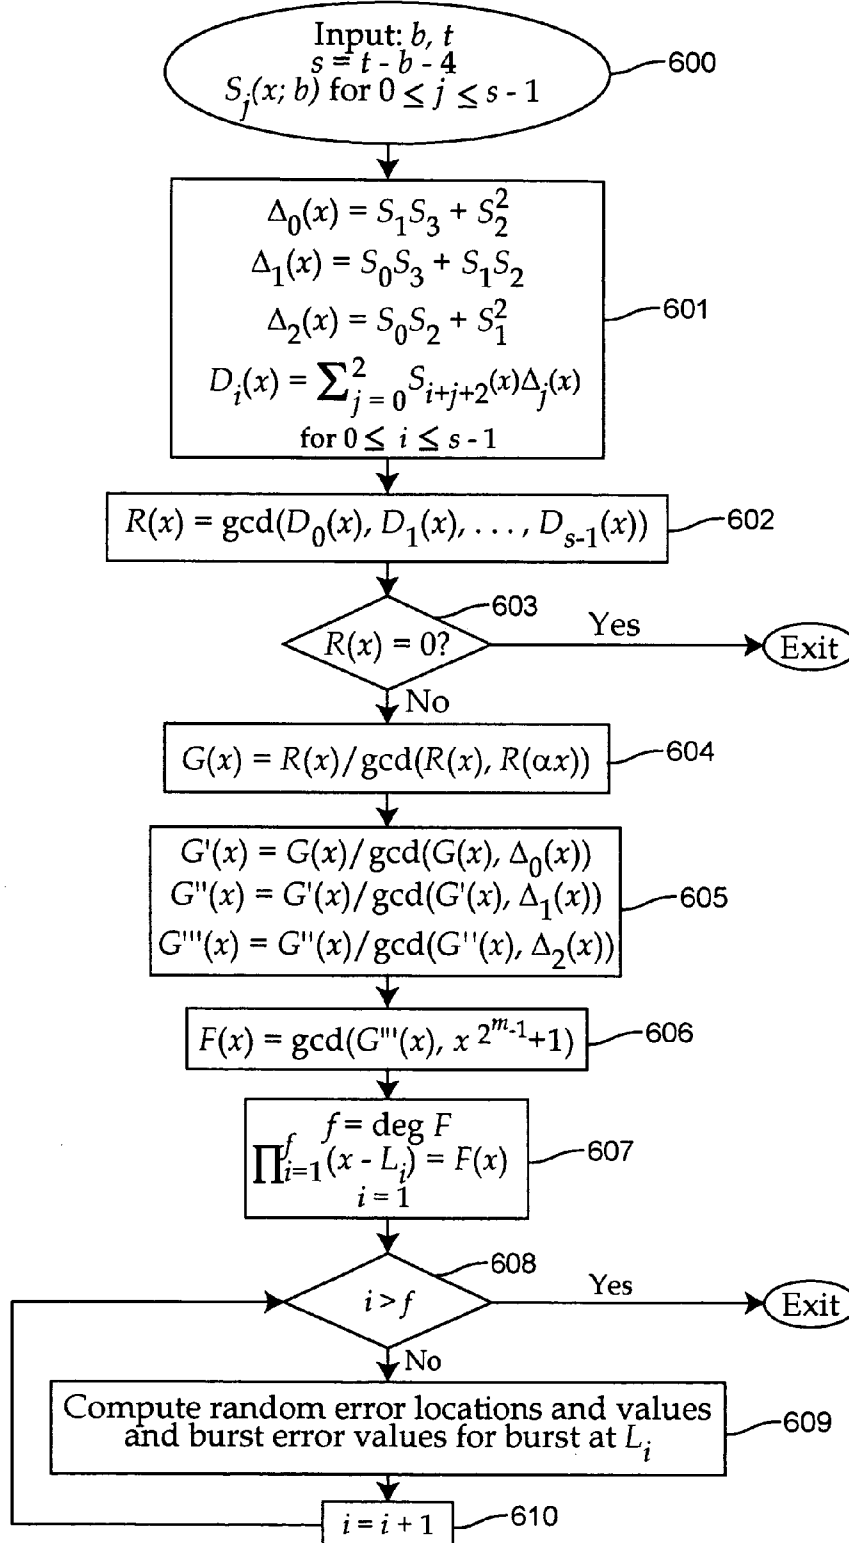 Input: b, t
s = t - b - 4
S_j(x; b) for 0 ≤ j ≤ s - 1
600
Δ_0(x) = S_1S_3 + S_2^2
Δ_1(x) = S_0S_3 + S_1S_2
Δ_2(x) = S_0S_2 + S_1^2
D_i(x) = ∑_{j = 0}^2 S_{i+j+2}(x)Δ_j(x)
for 0 ≤ i ≤ s - 1
601
R(x) = gcd(D_0(x), D_1(x), . . . , D_{s-1}(x))
602
603
R(x) = 0?
Yes
Exit
No
G(x) = R(x)/gcd(R(x), R(αx))
604
G'(x) = G(x)/gcd(G(x), Δ_0(x))
G''(x) = G'(x)/gcd(G'(x), Δ_1(x))
G'''(x) = G''(x)/gcd(G''(x), Δ_2(x))
605
F(x) = gcd(G'''(x), x^{2^{m-1}}+1)
606
f = deg F
∏_{i=1}^f (x - L_i) = F(x)
i = 1
607
608
i > f
Yes
Exit
No
Compute random error locations and values
and burst error values for burst at L_i
609
i = i + 1
610